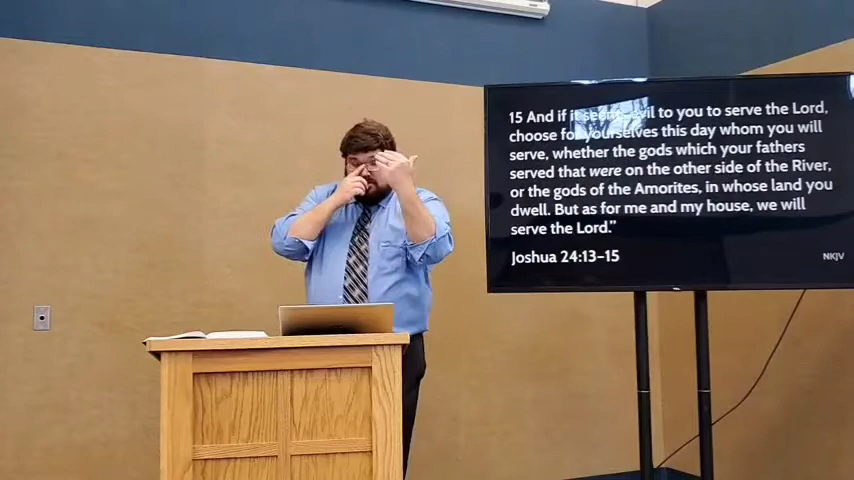 15 And if it seems evil to you to serve the Lord,
choose for yourselves this day whom you will
serve, whether the gods which your fathers
served that were on the other side of the River,
or the gods of the Amorites, in whose land you
dwell. But as for me and my house, we will
serve the Lord."
Joshua 24:13-15
NKJV